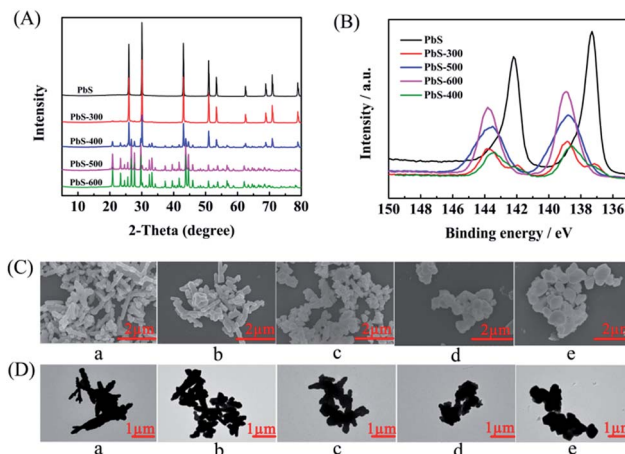 (A)
Intensity
PbS
PbS-300
PbS-400
PbS-500
PbS-600
10 20 30 40 50 60 70 80
2-Theta (degree)
(B)
Intensity / a.u.
PbS
PbS-300
PbS-500
PbS-600
PbS-400
150 148 146 144 142 140 138 136
Binding energy / eV
(C)
2μm 2μm 2μm 2μm 2μm
a b c d e
(D)
1μm 1μm 1μm 1μm 1μm
a b c d e